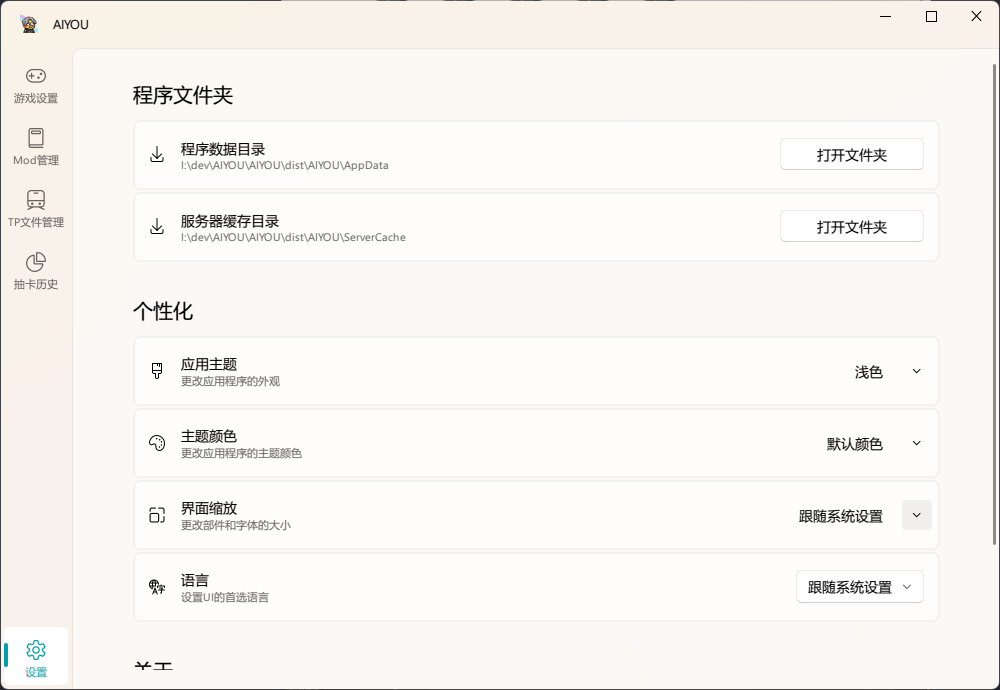 AIYOU
游戏设置
Mod管理
TP文件管理
抽卡历史
设置
程序文件夹
程序数据目录
I:\dev\AIYOU\AIYOU\dist\AIYOU\AppData
打开文件夹
服务器缓存目录
I:\dev\AIYOU\AIYOU\dist\AIYOU\ServerCache
打开文件夹
个性化
应用主题
更改应用程序的外观
浅色
主题颜色
更改应用程序的主题颜色
默认颜色
界面缩放
更改部件和字体的大小
跟随系统设置
语言
设置UI的首选语言
跟随系统设置
关于